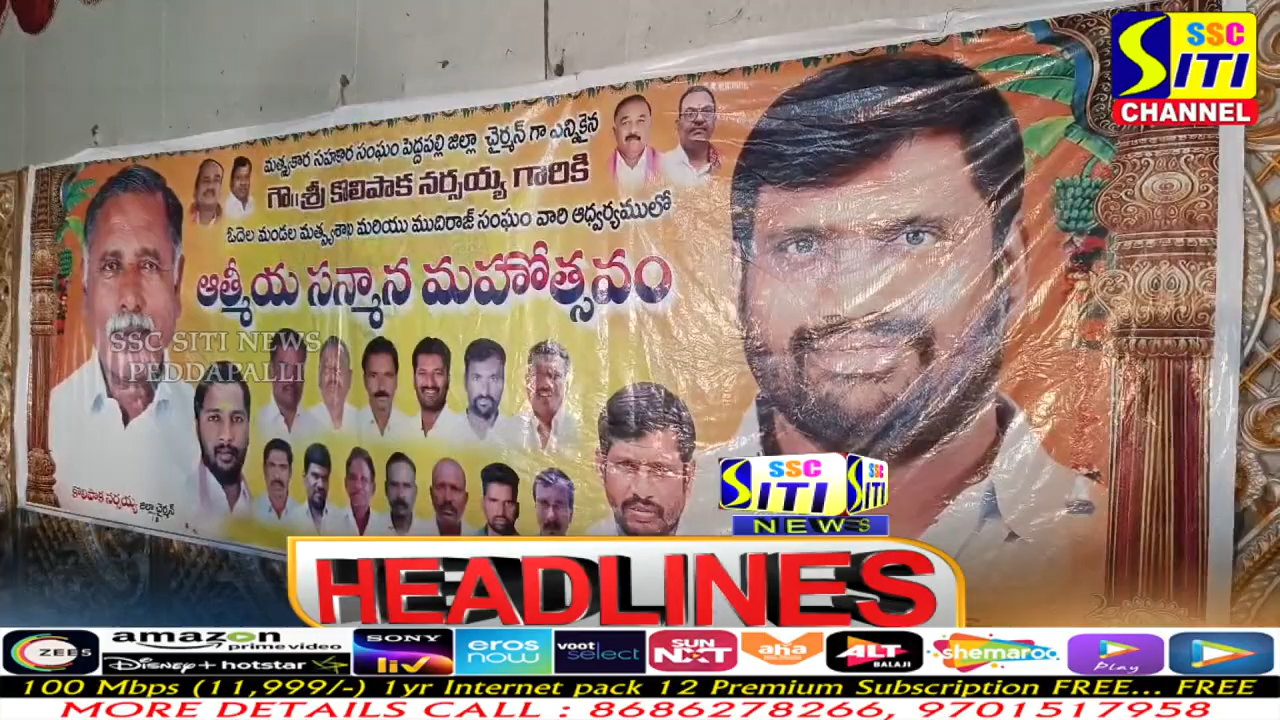 SSC
SITI
CHANNEL
మత్స్యకార సహకార సంఘం పెద్దపల్లి జిల్లా చైర్మన్ గా ఎన్నికైన
గౌ॥శ్రీ కొలిపాక నర్సయ్య గారికి
ఓదెల మండల మత్స్యశాఖ మరియు ముదిరాజ్ సంఘం వారి ఆధ్వర్యములో
ఆత్మీయ సన్మాన మహోత్సవం
SSC SITI NEWS
PEDDAPALLI
కొలిపాక నర్సయ్య జిల్లా చైర్మన్
SSC SSC
SITI SITI
NEWS
HEADLINES
ZEE5 amazon prime video Disney+ hotstar SONY liv eros now voot select SUN NXT aha ALT BALAJI shemaroo Play
100 Mbps (11,999/-) 1yr Internet pack 12 Premium Subscription FREE... FREE
MORE DETAILS CALL : 8686278266, 9701517958